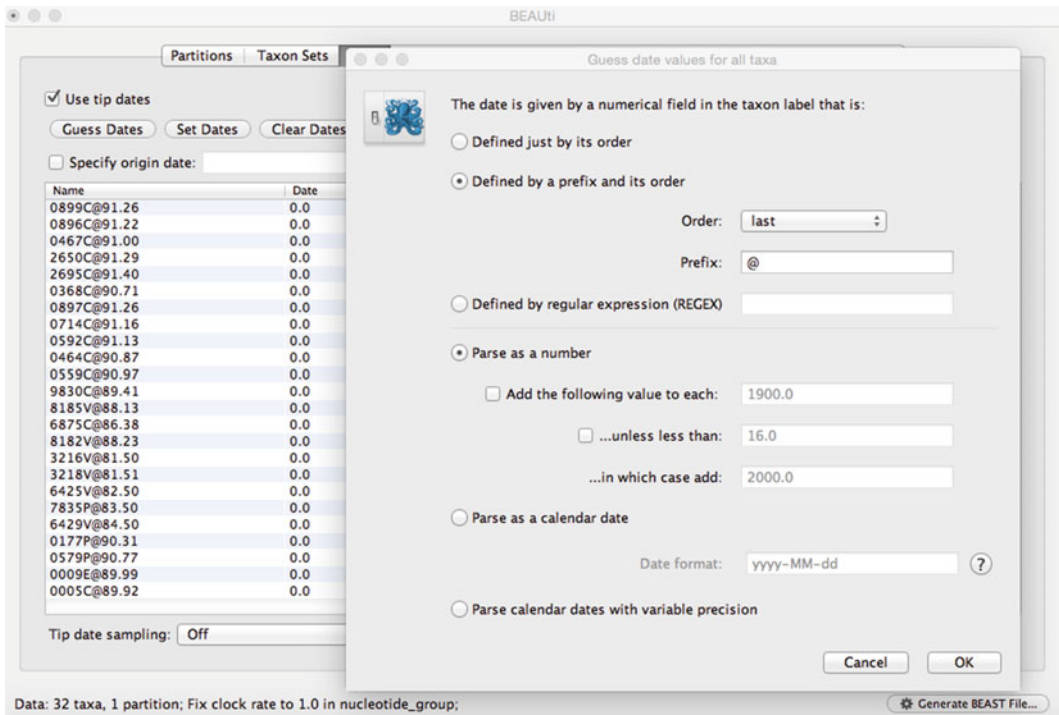 BEAUti
Partitions
Taxon Sets
Use tip dates
Guess Dates
Set Dates
Clear Dates
Specify origin date:
Name Date
0899C@91.26 0.0
0896C@91.22 0.0
0467C@91.00 0.0
2650C@91.29 0.0
2695C@91.40 0.0
0368C@90.71 0.0
0897C@91.26 0.0
0714C@91.16 0.0
0592C@91.13 0.0
0464C@90.87 0.0
0559C@90.97 0.0
9830C@89.41 0.0
8185V@88.13 0.0
6875C@86.38 0.0
8182V@88.23 0.0
3216V@81.50 0.0
3218V@81.51 0.0
6425V@82.50 0.0
7835P@83.50 0.0
6429V@84.50 0.0
0177P@90.31 0.0
0579P@90.77 0.0
0009E@89.99 0.0
0005C@89.92 0.0
Tip date sampling: Off
Guess date values for all taxa
The date is given by a numerical field in the taxon label that is:
Defined just by its order
Defined by a prefix and its order
Order: last
Prefix: @
Defined by regular expression (REGEX)
Parse as a number
Add the following value to each: 1900.0
...unless less than: 16.0
...in which case add: 2000.0
Parse as a calendar date
Date format: yyyy-MM-dd ?
Parse calendar dates with variable precision
Cancel
OK
Data: 32 taxa, 1 partition; Fix clock rate to 1.0 in nucleotide_group;
Generate BEAST File...